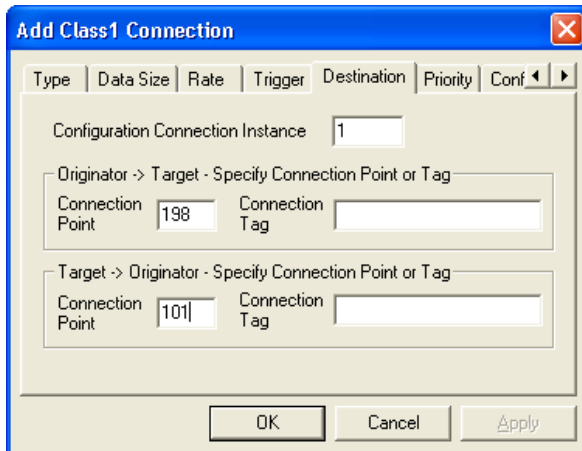 Add Class1 Connection
Type Data Size Rate Trigger Destination Priority Conf
Configuration Connection Instance 1
Originator -> Target - Specify Connection Point or Tag
Connection Point 198 Connection Tag
Target -> Originator - Specify Connection Point or Tag
Connection Point 101 Connection Tag
OK Cancel Apply